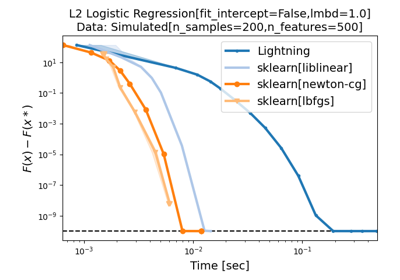 L2 Logistic Regression[fit_intercept=False,lmbd=1.0]
Data: Simulated[n_samples=200,n_features=500]
F(x) − F(x*)
10¹
10⁻¹
10⁻³
10⁻⁵
10⁻⁷
10⁻⁹
Lightning
sklearn[liblinear]
sklearn[newton-cg]
sklearn[lbfgs]
10⁻³
10⁻²
10⁻¹
Time [sec]